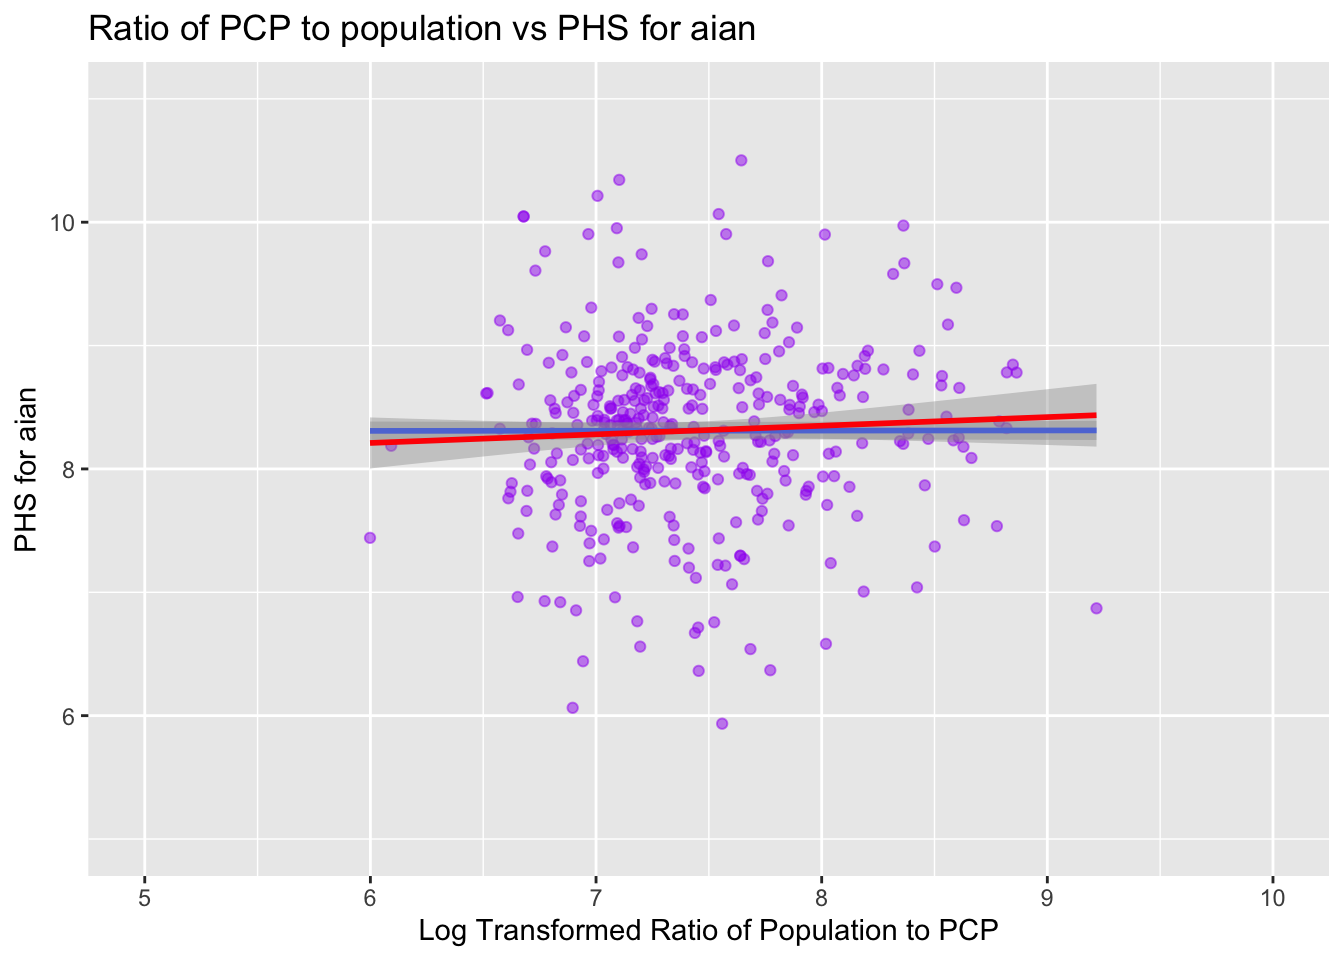 Ratio of PCP to population vs PHS for aian
PHS for aian
10
8
6
5 6 7 8 9 10
Log Transformed Ratio of Population to PCP